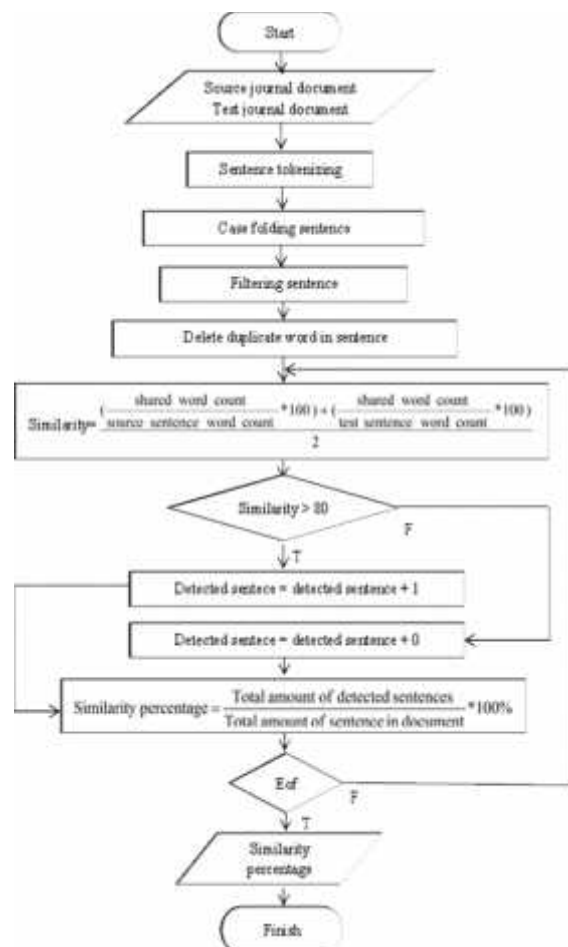 Start
Source journal document
Test journal document
Sentence tokenizing
Case folding sentence
Filtering sentence
Delete duplicate word in sentence
Similarity= ( shared word count / source sentence word count *100 ) + ( shared word count / test sentence word count *100 )
2
Similarity > 80
F
T
Detected sentece = detected sentence + 1
Detected sentece = detected sentence + 0
Similarity percentage = Total amount of detected sentences / Total amount of sentence in document *100%
Eof
F
T
Similarity
percentage
Finish